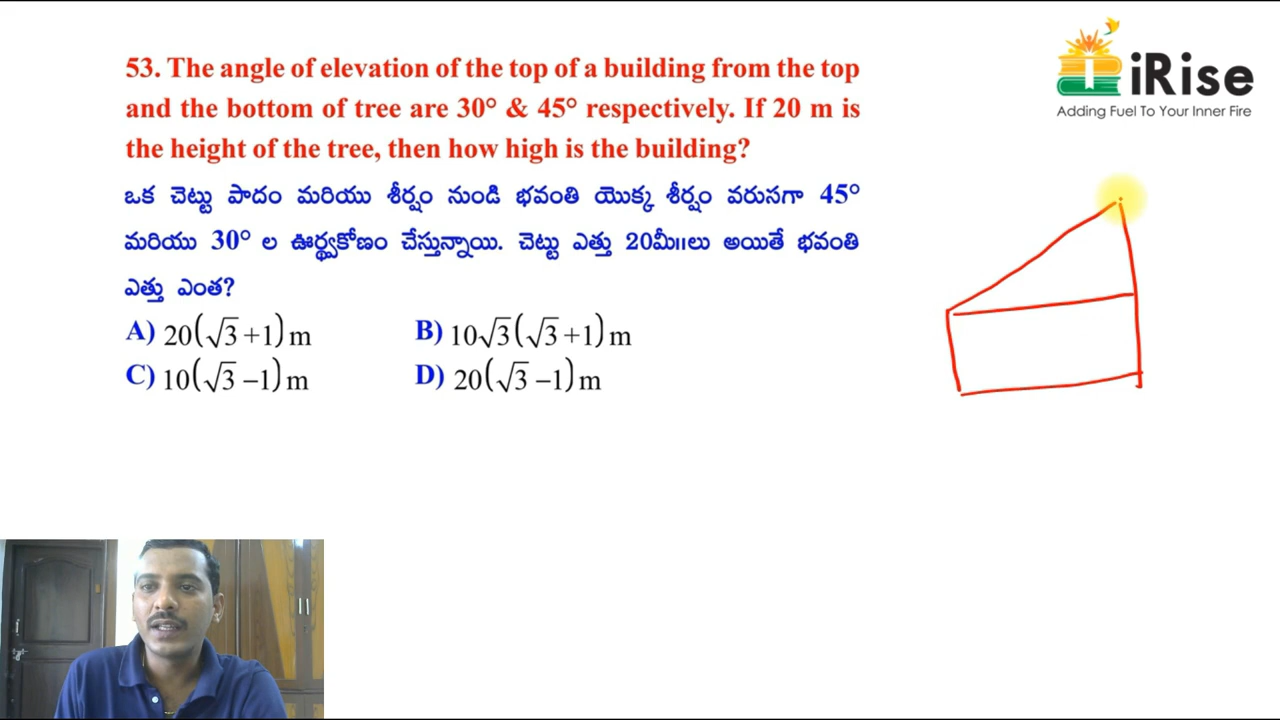 iRise
Adding Fuel To Your Inner Fire
53. The angle of elevation of the top of a building from the top
and the bottom of tree are 30° & 45° respectively. If 20 m is
the height of the tree, then how high is the building?
ఒక చెట్టు పాదం మరియు శీర్షం నుండి భవంతి యొక్క శీర్షం వరుసగా 45°
మరియు 30° ల ఊర్ధ్వకోణం చేస్తున్నాయి. చెట్టు ఎత్తు 20మీ॥లు అయితే భవంతి
ఎత్తు ఎంత?
A) 20(√3+1)m B) 10√3(√3+1)m
C) 10(√3–1)m D) 20(√3–1)m